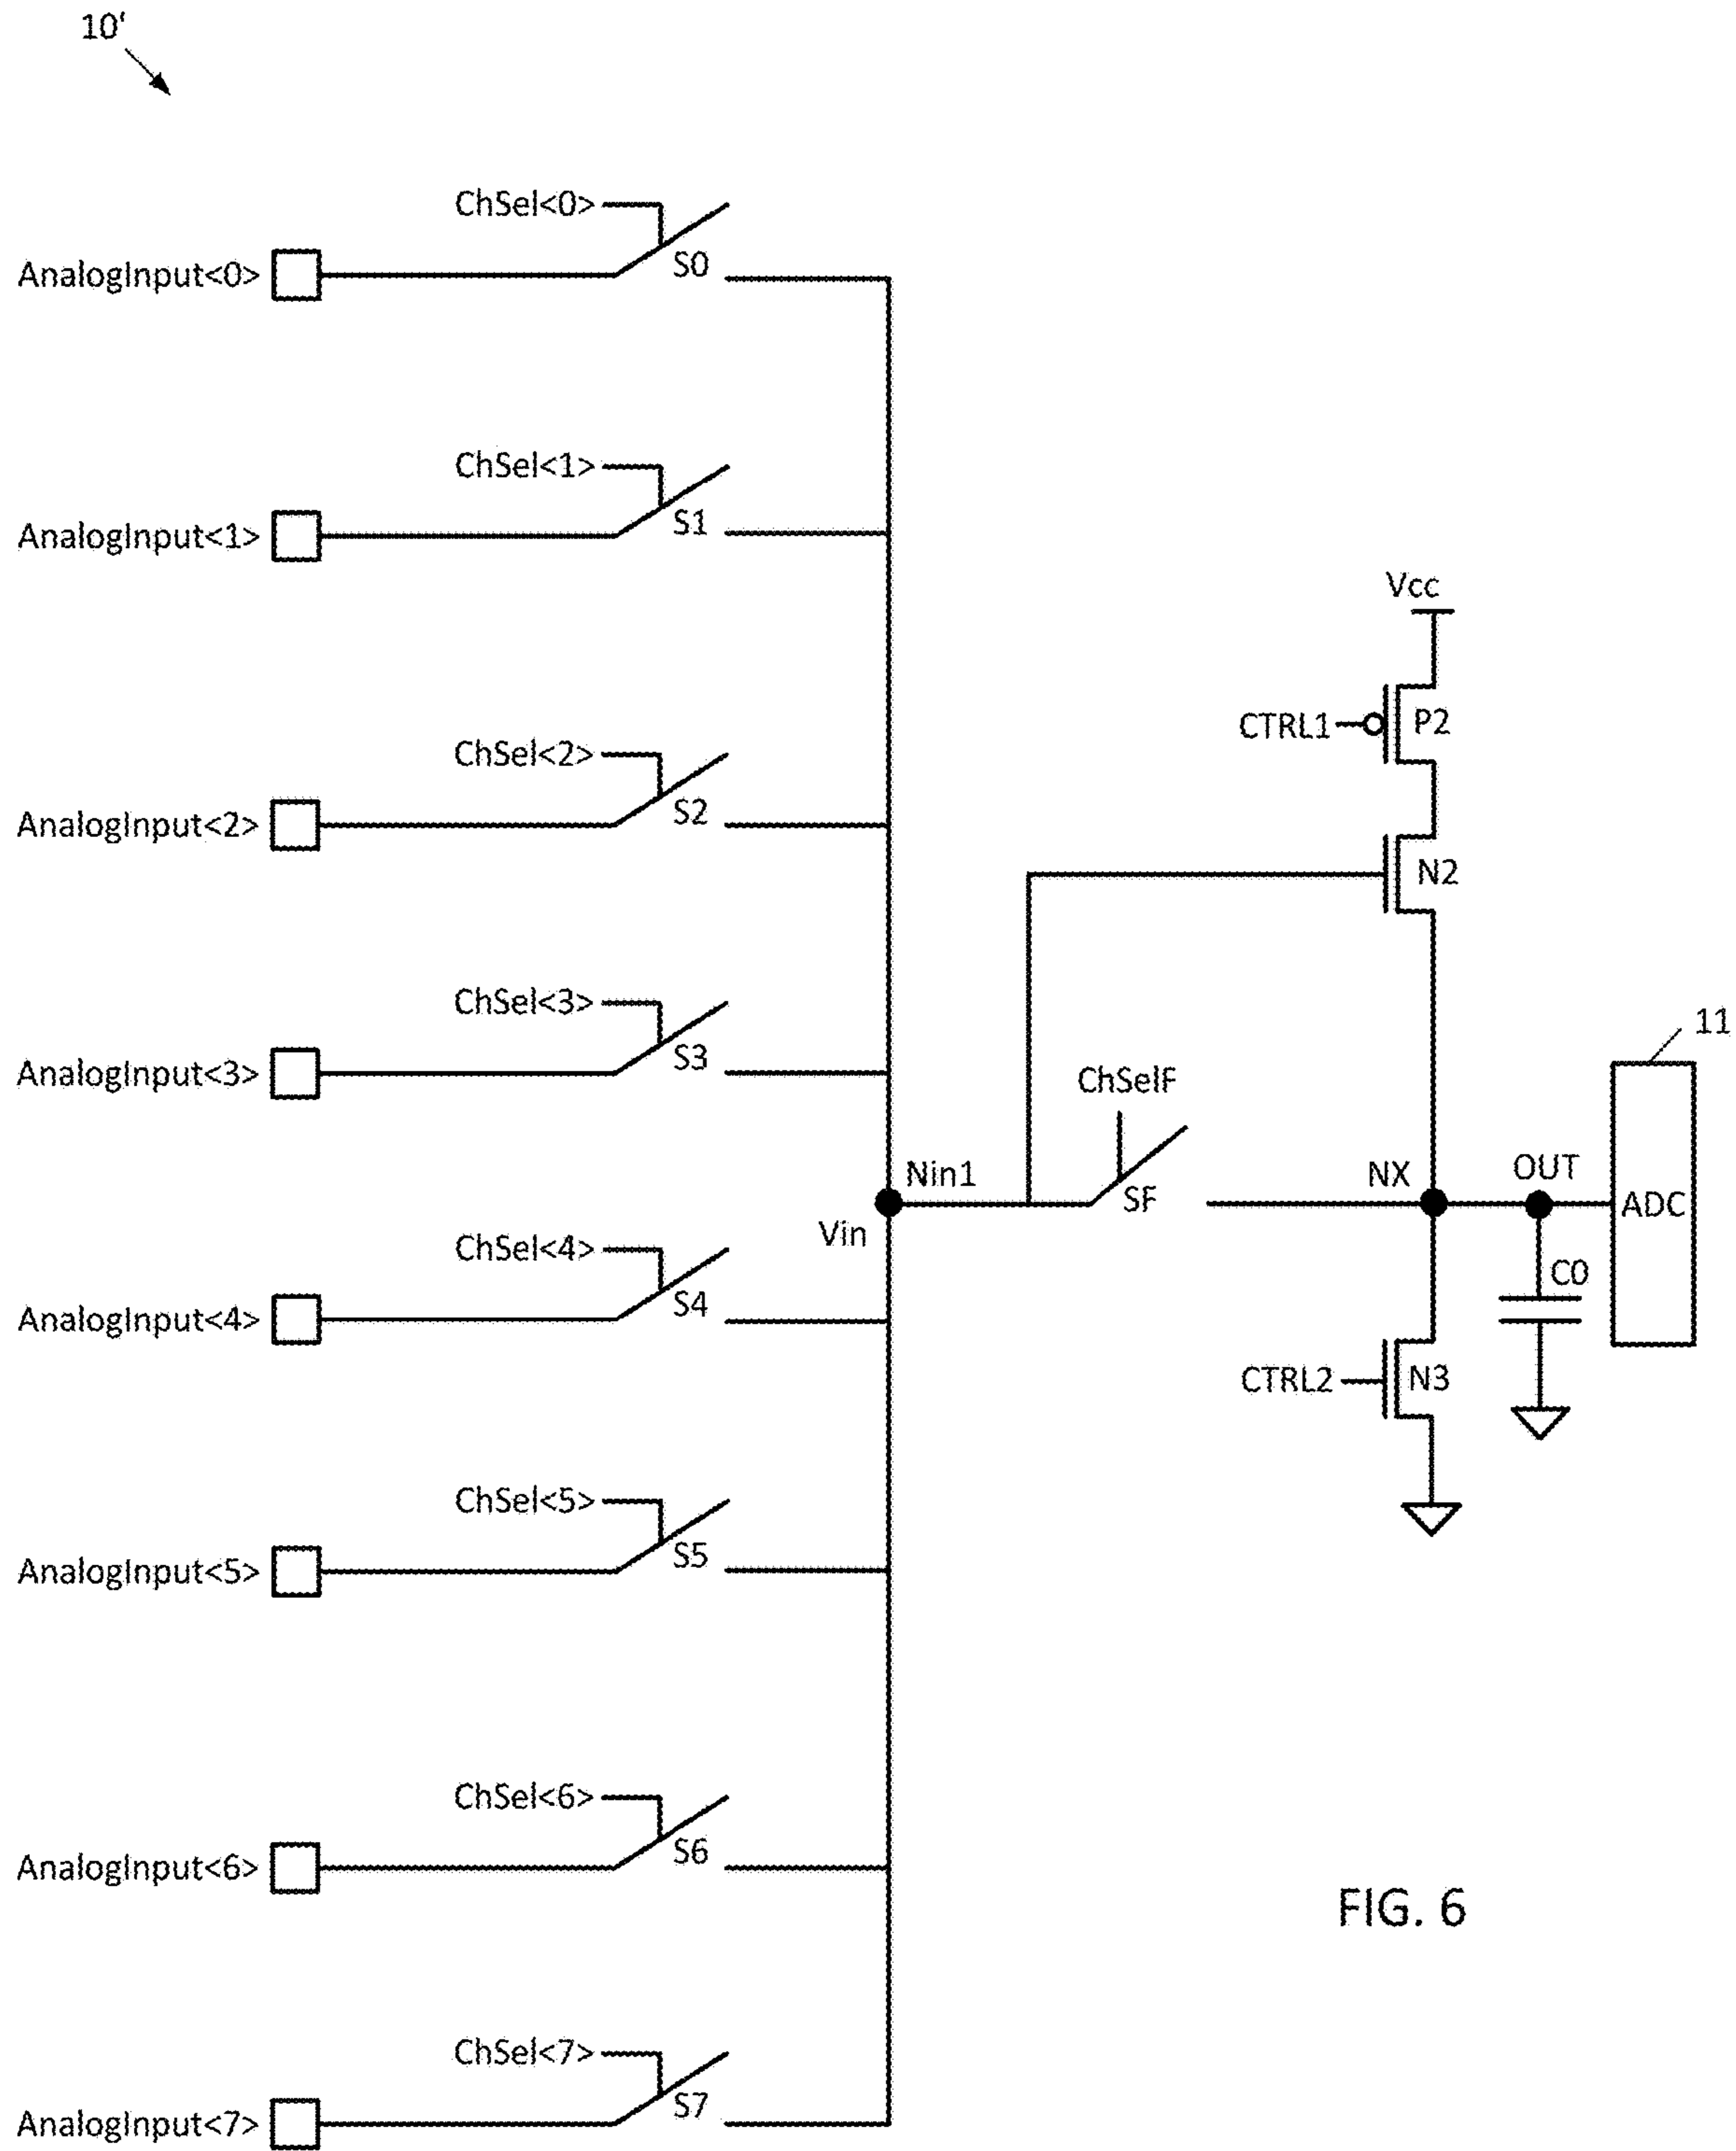 10'
ChSel<0>
S0
AnalogInput<0>
ChSel<1>
S1
AnalogInput<1>
Vcc
CTRL1
P2
ChSel<2>
S2
AnalogInput<2>
N2
ChSel<3>
S3
AnalogInput<3>
11
ChSelF
Nin1
SF
NX
OUT
ADC
Vin
ChSel<4>
S4
AnalogInput<4>
C0
CTRL2
N3
ChSel<5>
S5
AnalogInput<5>
ChSel<6>
S6
AnalogInput<6>
FIG. 6
ChSel<7>
S7
AnalogInput<7>